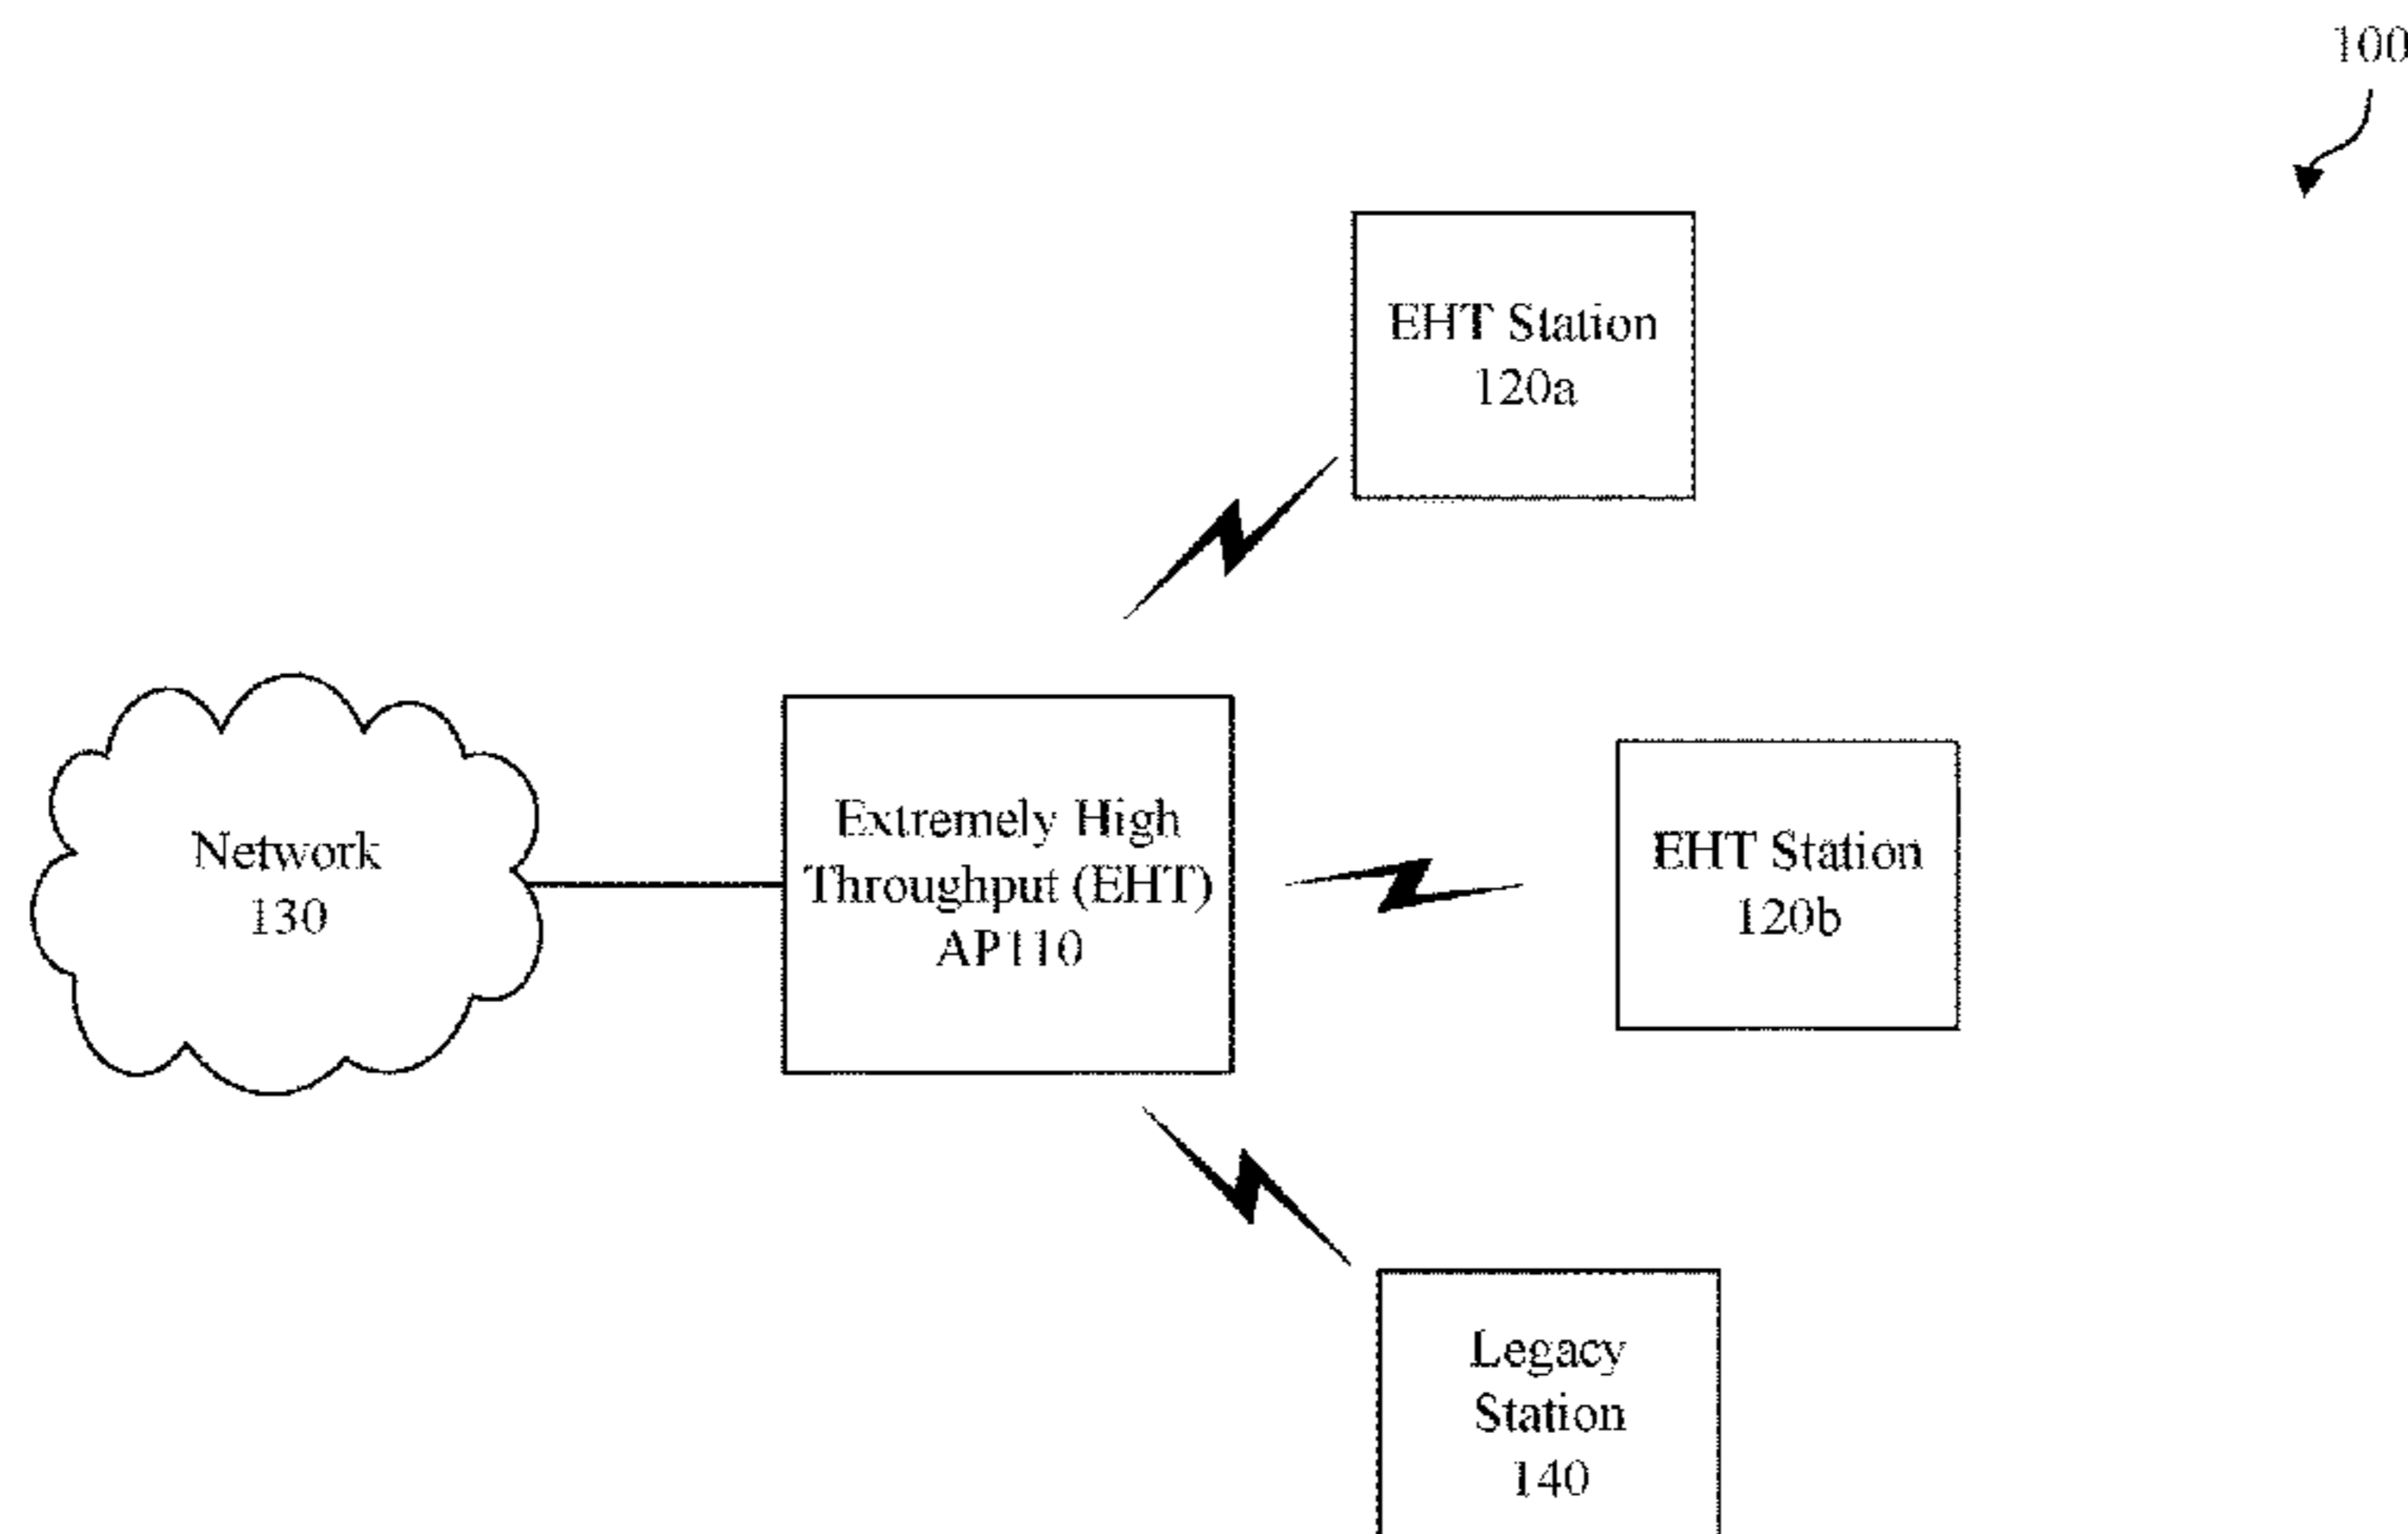 100
EHT Station
120a
Network
130
Extremely High
Throughput (EHT)
AP110
EHT Station
120b
Legacy
Station
140